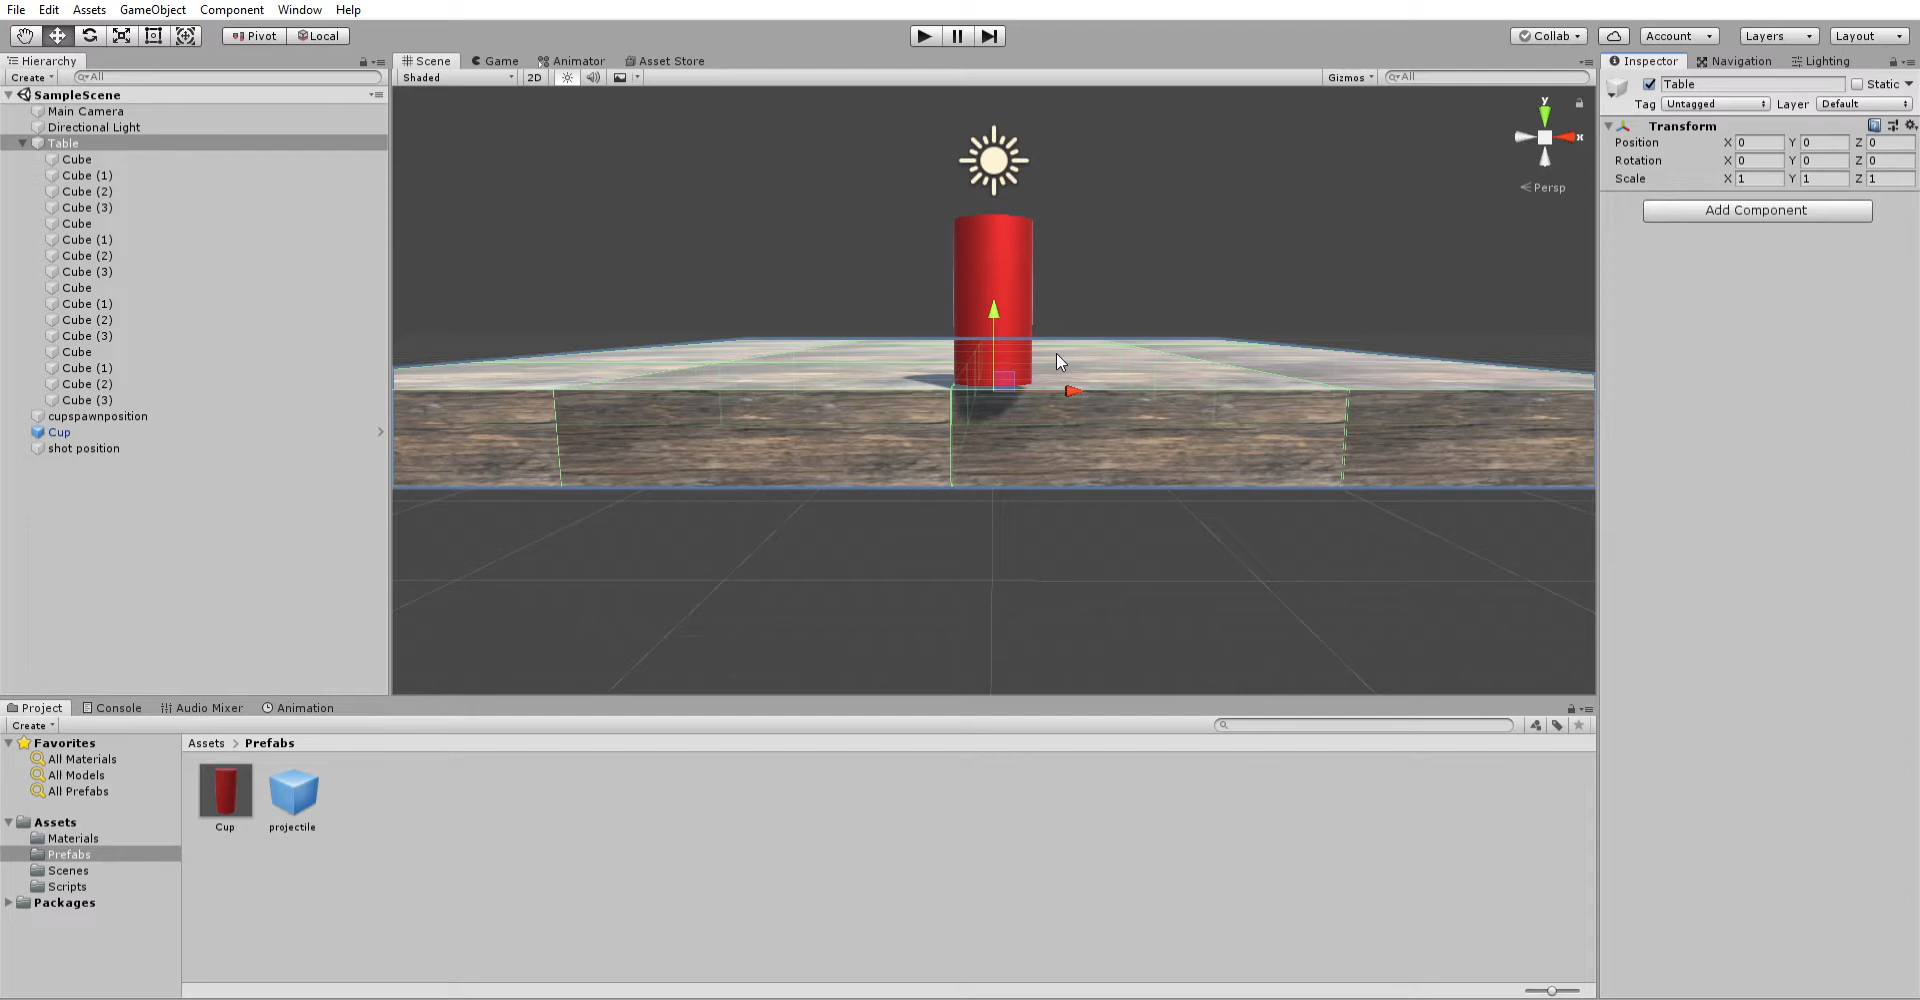 File Edit Assets GameObject Component Window Help
Pivot Local Collab Account Layers Layout
Hierarchy
Create All
SampleScene
Main Camera
Directional Light
Table
Cube
Cube (1)
Cube (2)
Cube (3)
Cube
Cube (1)
Cube (2)
Cube (3)
Cube
Cube (1)
Cube (2)
Cube (3)
Cube
Cube (1)
Cube (2)
Cube (3)
cupspawnposition
Cup
shot position
Scene Game Animator Asset Store
Shaded 2D Gizmos All
y
x
Persp
Inspector Navigation Lighting
Table Static
Tag Untagged Layer Default
Transform
Position X 0 Y 0 Z 0
Rotation X 0 Y 0 Z 0
Scale X 1 Y 1 Z 1
Add Component
Project Console Audio Mixer Animation
Create
Favorites
All Materials
All Models
All Prefabs
Assets
Materials
Prefabs
Scenes
Scripts
Packages
Assets > Prefabs
Cup projectile